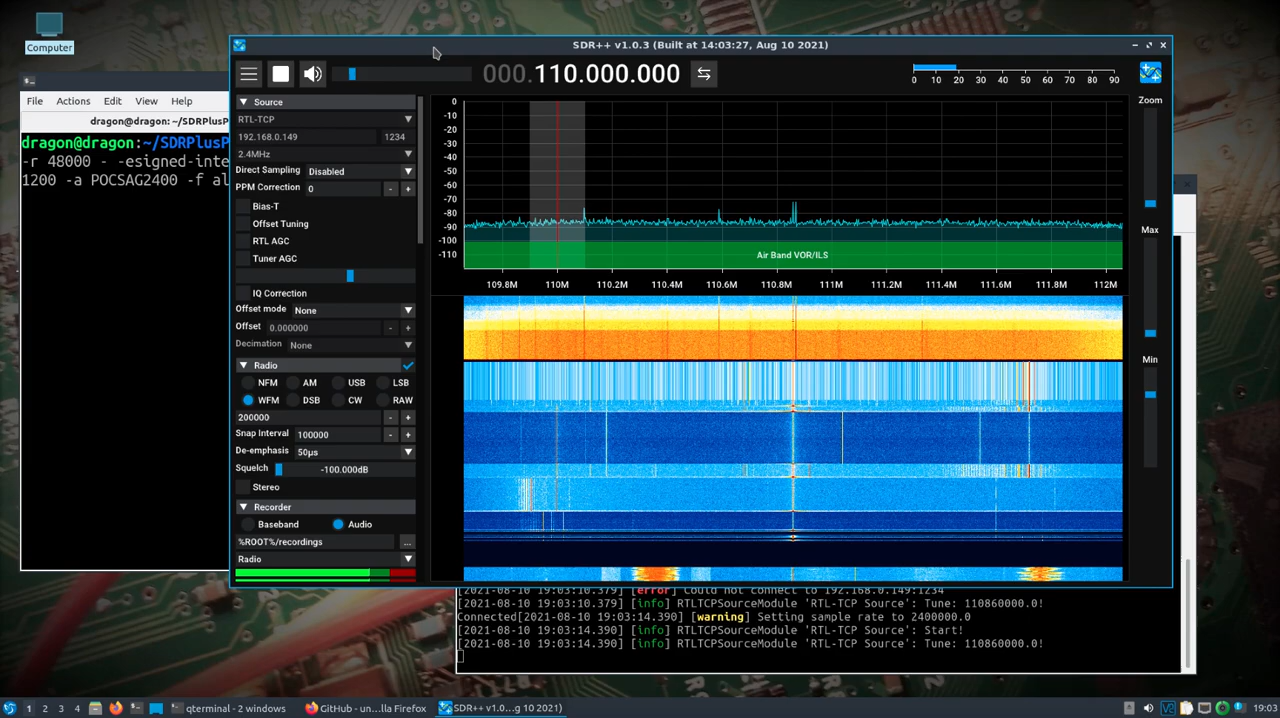 Computer
SDR++ v1.0.3 (Built at 14:03:27, Aug 10 2021)
000.110.000.000
0 10 20 30 40 50 60 70 80 90
File Actions Edit View Help
dragon@dragon: ~/SDRPlusP
dragon@dragon:~/SDRPlusP
-r 48000 - -esigned-inte
1200 -a POCSAG2400 -f al
Source
RTL-TCP
192.168.0.149 1234
2.4MHz
Direct Sampling Disabled
PPM Correction 0 - +
Bias-T
Offset Tuning
RTL AGC
Tuner AGC
IQ Correction
Offset mode None
Offset 0.000000 - +
Decimation None
Radio
NFM AM USB LSB
WFM DSB CW RAW
200000 - +
Snap Interval 100000 - +
De-emphasis 50µs
Squelch -100.000dB
Stereo
Recorder
Baseband Audio
%ROOT%/recordings ...
Radio
0
-10
-20
-30
-40
-50
-60
-70
-80
-90
-100
-110
Air Band VOR/ILS
109.8M 110M 110.2M 110.4M 110.6M 110.8M 111M 111.2M 111.4M 111.6M 111.8M 112M
Zoom
Max
Min
[2021-08-10 19:03:10.379] [error] Could not connect to 192.168.0.149:1234
[2021-08-10 19:03:10.379] [info] RTLTCPSourceModule 'RTL-TCP Source': Tune: 110860000.0!
Connected[2021-08-10 19:03:14.390] [warning] Setting sample rate to 2400000.0
[2021-08-10 19:03:14.390] [info] RTLTCPSourceModule 'RTL-TCP Source': Start!
[2021-08-10 19:03:14.390] [info] RTLTCPSourceModule 'RTL-TCP Source': Tune: 110860000.0!
1 2 3 4 qterminal - 2 windows GitHub - un...lla Firefox SDR++ v1.0...g 10 2021) 19:03